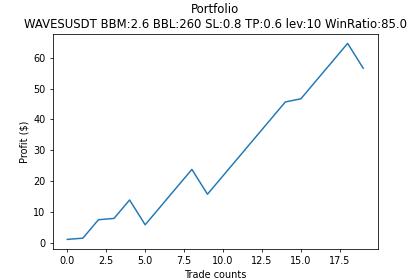 Portfolio
WAVESUSDT BBM:2.6 BBL:260 SL:0.8 TP:0.6 lev:10 WinRatio:85.0
60
50
40
30
20
10
0
Profit ($)
0.0 2.5 5.0 7.5 10.0 12.5 15.0 17.5
Trade counts